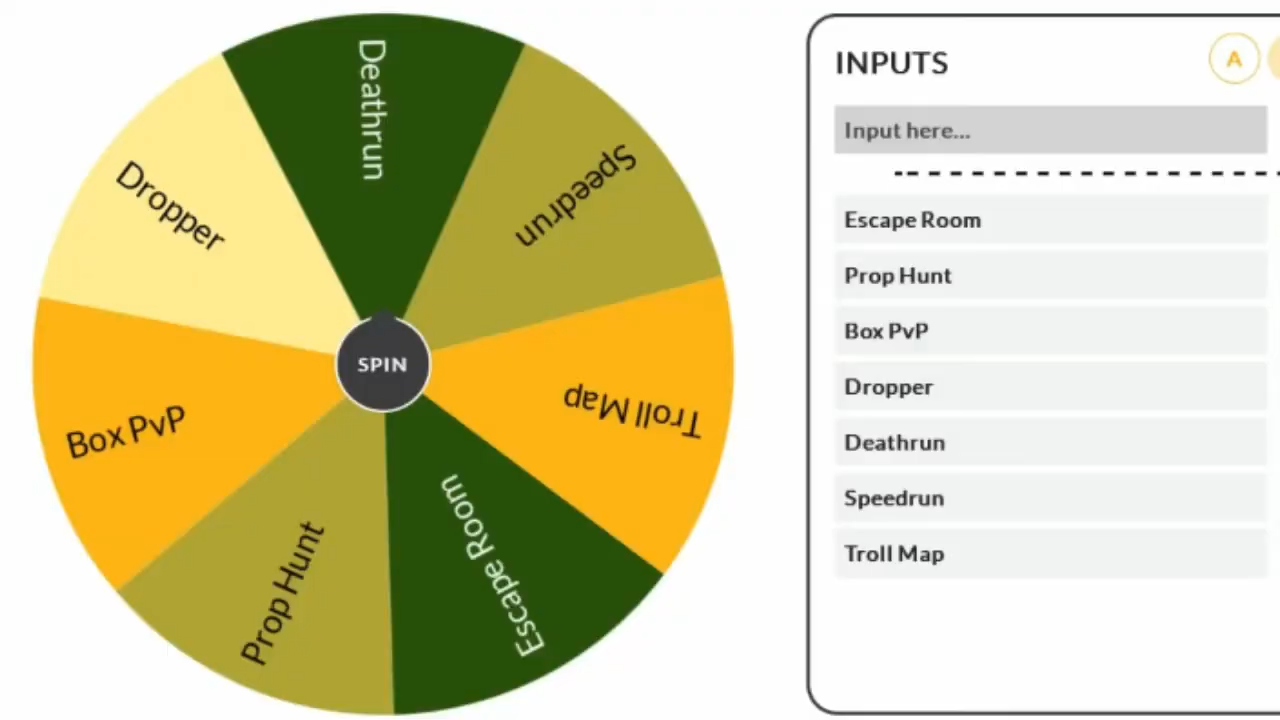 Deathrun
Speedrun
Dropper
Troll Map
Box PvP
Escape Room
Prop Hunt
SPIN
INPUTS
A
Input here...
Escape Room
Prop Hunt
Box PvP
Dropper
Deathrun
Speedrun
Troll Map